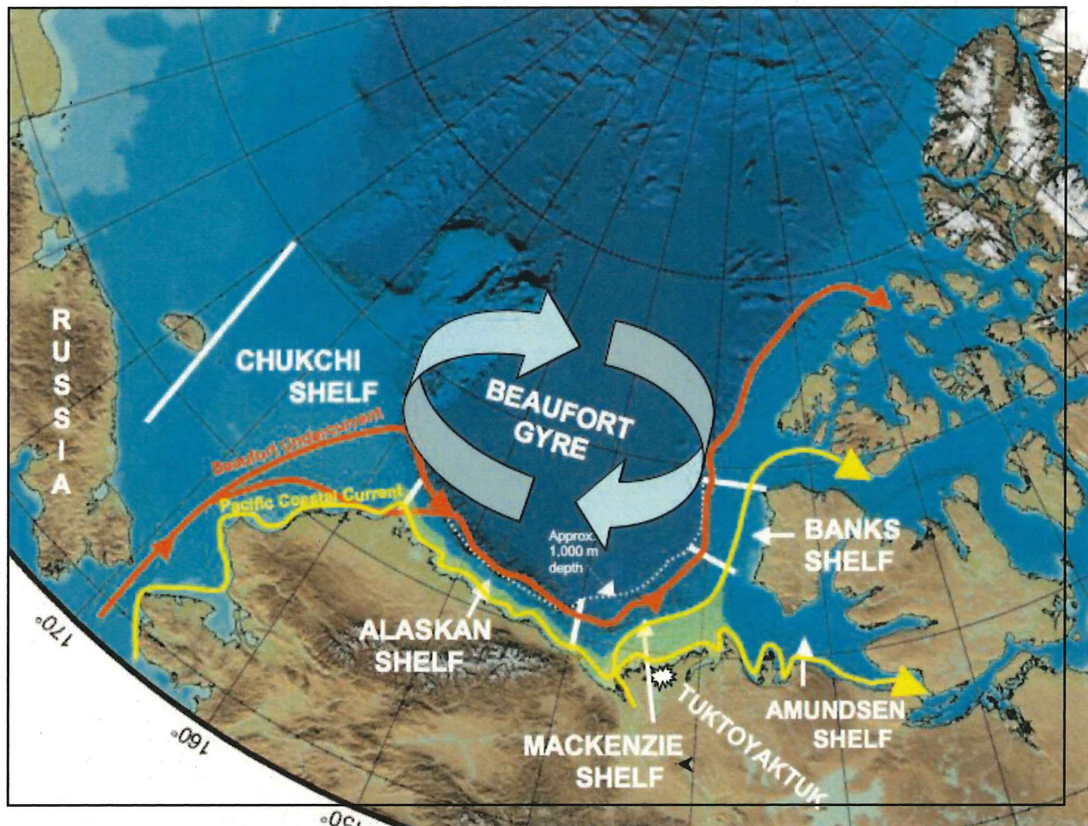 RUSSIA
CHUKCHI
SHELF
Beaufort Undercurrent
Pacific Coastal Current
BEAUFORT
GYRE
Approx.
1,000 m
depth
BANKS
SHELF
ALASKAN
SHELF
MACKENZIE
SHELF
TUKTOYAKTUK
AMUNDSEN
SHELF
170°
160°
150°